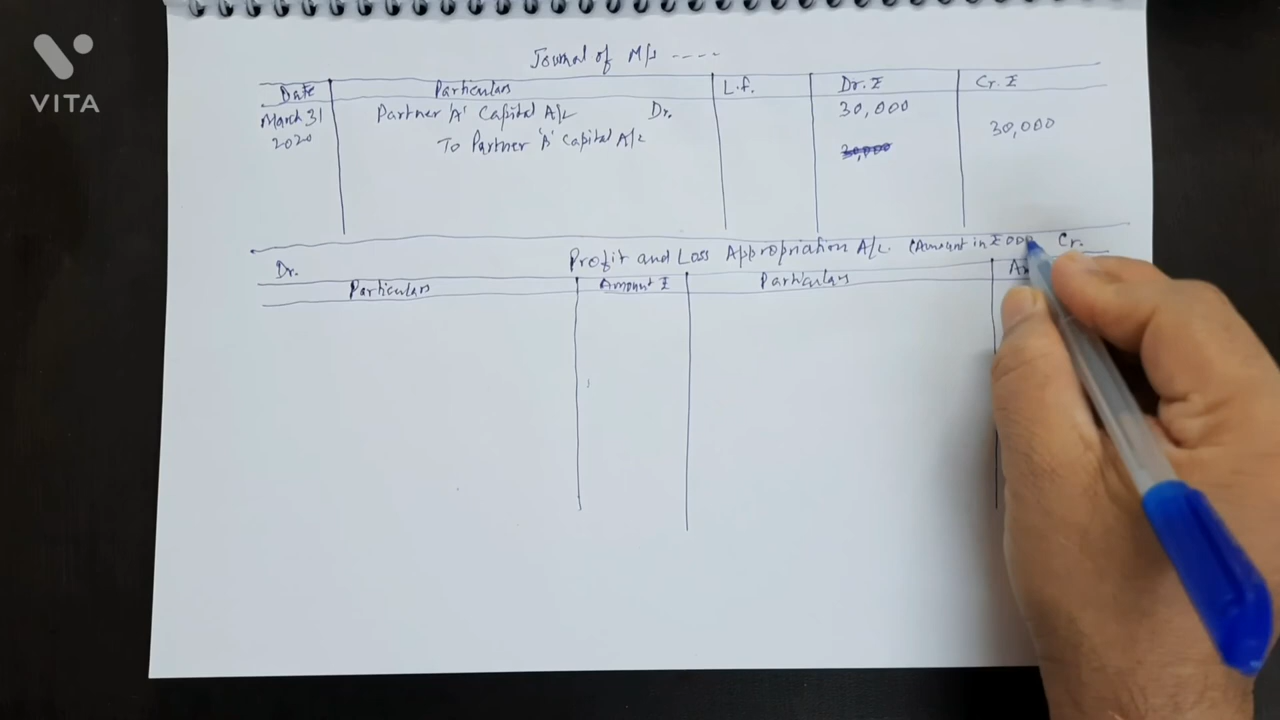 VITA
Journal of M/s ----
Date Particulars L.f. Dr. ₹ Cr. ₹
March 31 Partner 'A's Capital A/c Dr. 30,000
2020 To Partner 'B's Capital A/c 30,000
30,000
Dr. Profit and Loss Appropriation A/c. (Amount in ₹ 000 Cr.
Particulars Amount ₹ Particulars